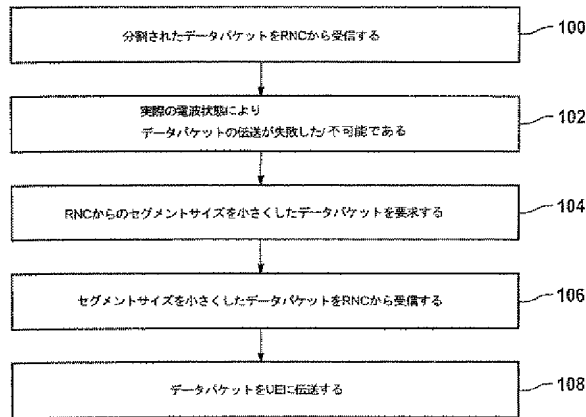 分割されたデータパケットをRNCから受信する
100
実際の電波状態により
データパケットの伝送が失敗した/不可能である
102
RNCからのセグメントサイズを小さくしたデータパケットを要求する
104
セグメントサイズを小さくしたデータパケットをRNCから受信する
106
データパケットをUEに伝送する
108